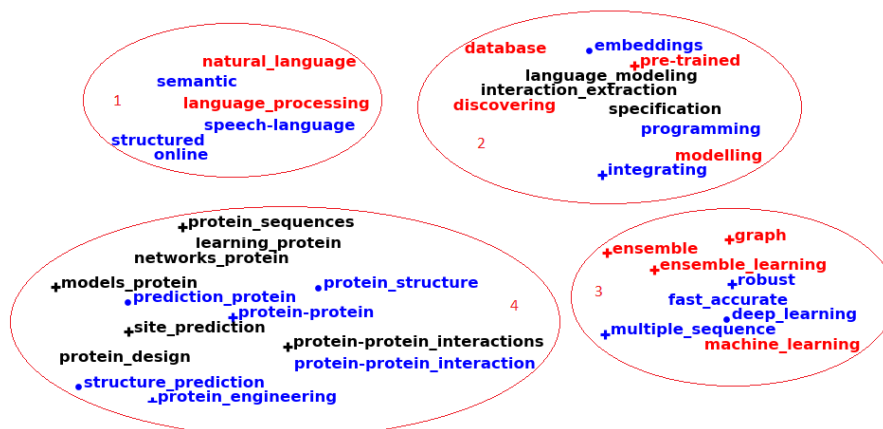 natural_language
semantic
1
language_processing
speech-language
structured
online
database
embeddings
pre-trained
language_modeling
interaction_extraction
discovering
specification
programming
2
modelling
integrating
protein_sequences
learning_protein
networks_protein
models_protein
protein_structure
prediction_protein
4
protein-protein
site_prediction
protein-protein_interactions
protein_design
protein-protein_interaction
structure_prediction
protein_engineering
graph
ensemble
ensemble_learning
robust
3
fast_accurate
deep_learning
multiple_sequence
machine_learning